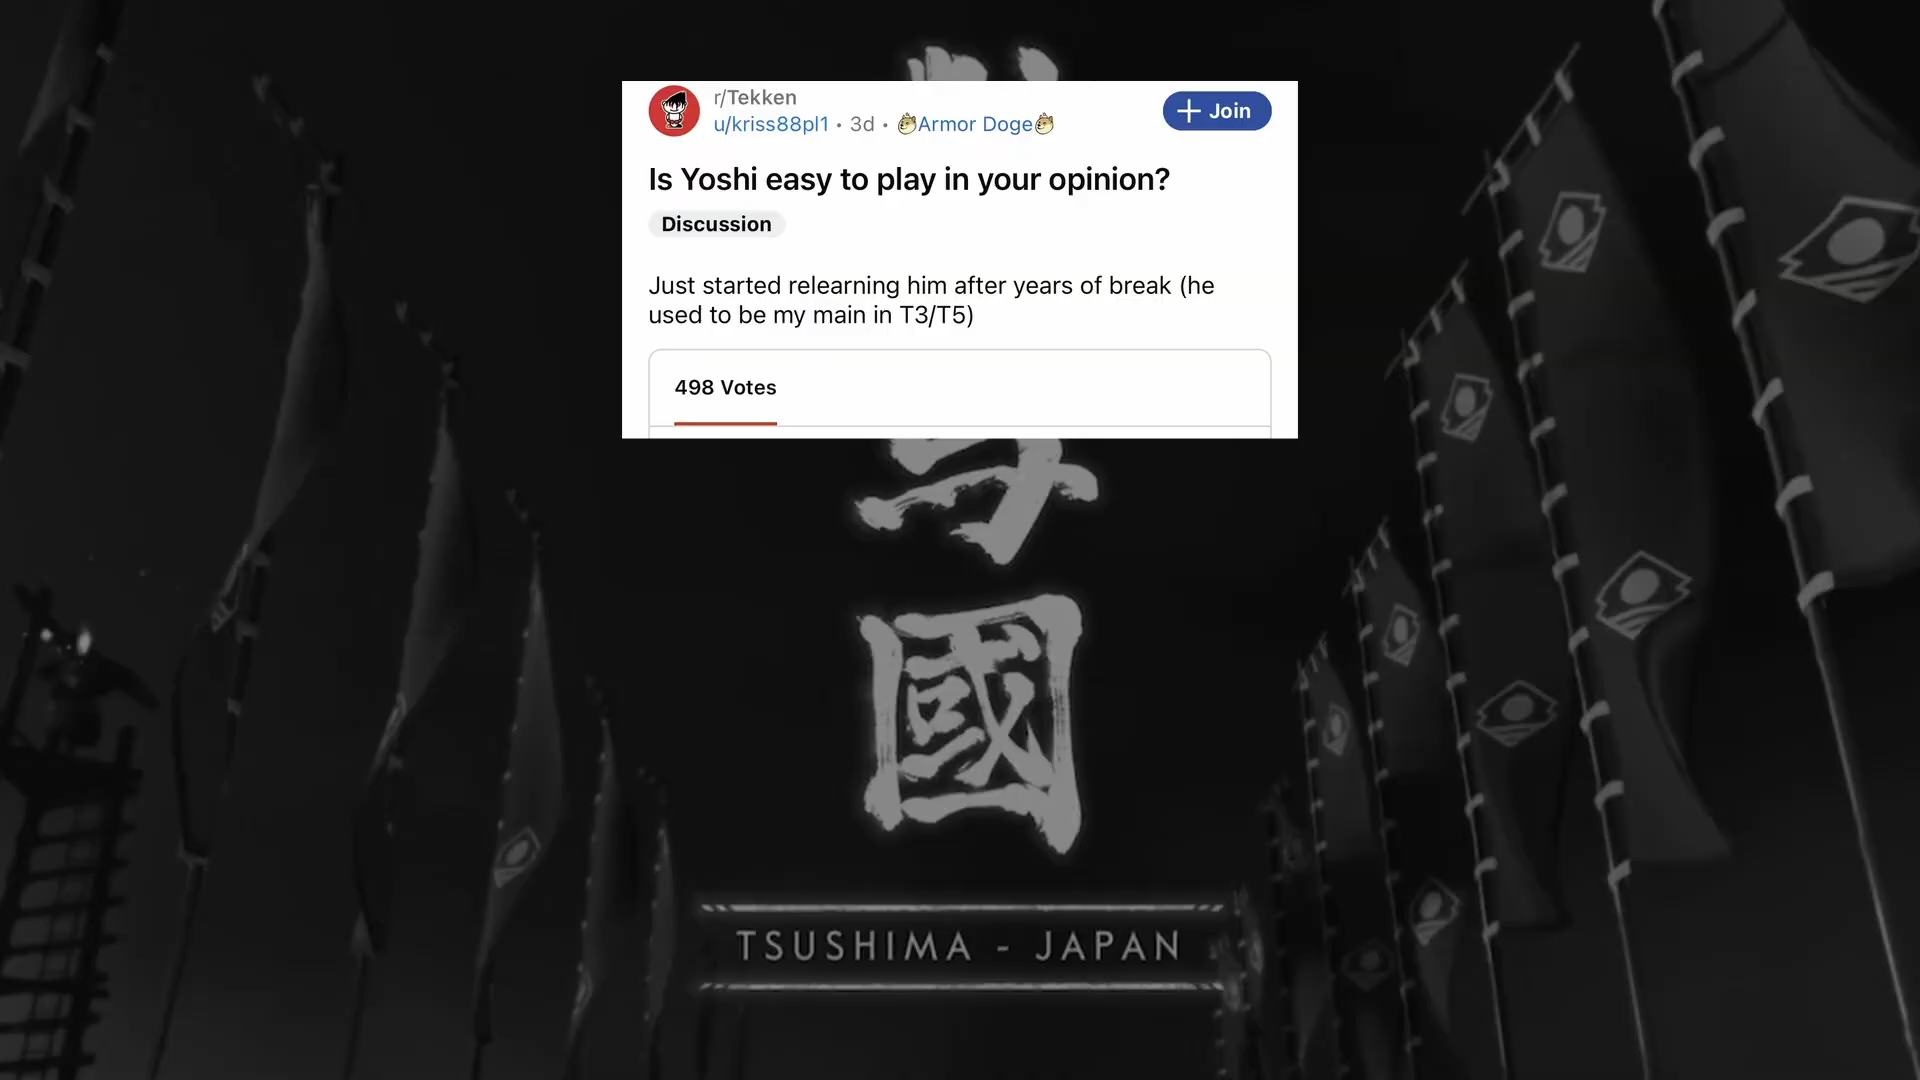 r/Tekken
u/kriss88pl1 • 3d • Armor Doge
Join
Is Yoshi easy to play in your opinion?
Discussion
Just started relearning him after years of break (he
used to be my main in T3/T5)
498 Votes
國
TSUSHIMA - JAPAN